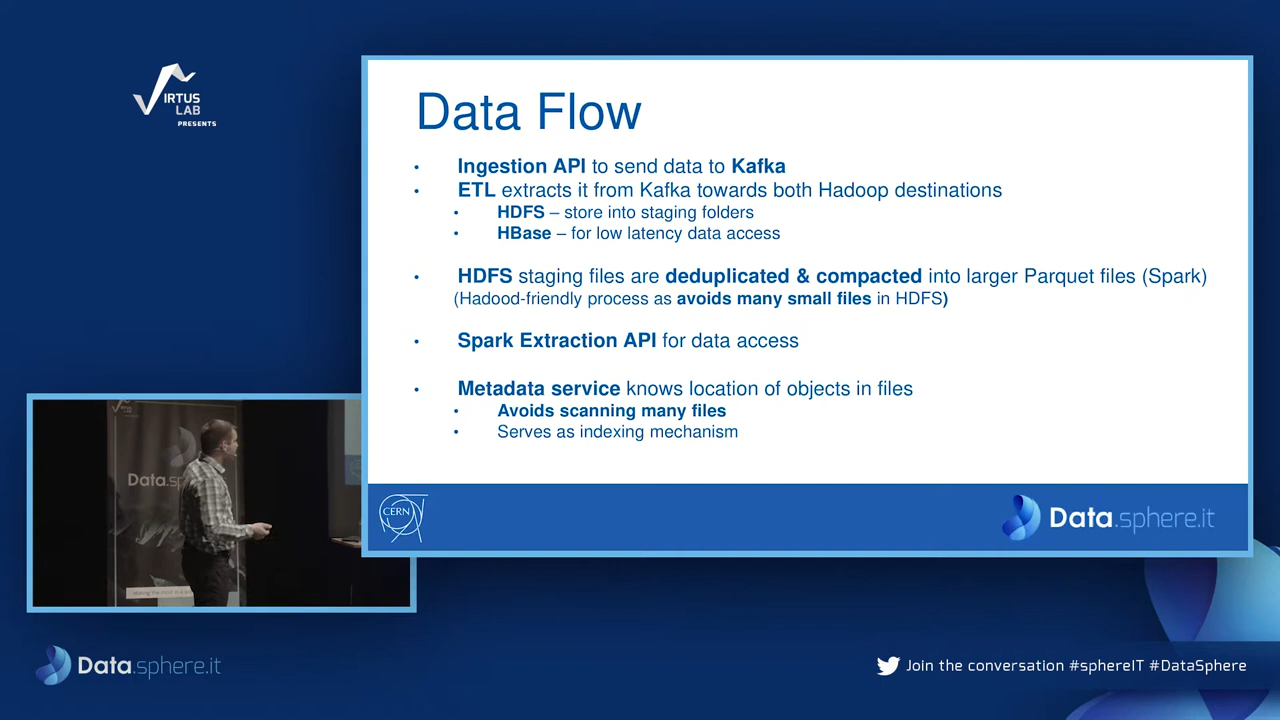 VIRTUS
LAB
PRESENTS
Data Flow
• Ingestion API to send data to Kafka
• ETL extracts it from Kafka towards both Hadoop destinations
• HDFS – store into staging folders
• HBase – for low latency data access
• HDFS staging files are deduplicated & compacted into larger Parquet files (Spark)
(Hadood-friendly process as avoids many small files in HDFS)
• Spark Extraction API for data access
• Metadata service knows location of objects in files
• Avoids scanning many files
• Serves as indexing mechanism
CERN
Data.sphere.it
Data.sp
Data.sphere.it
Join the conversation #sphereIT #DataSphere